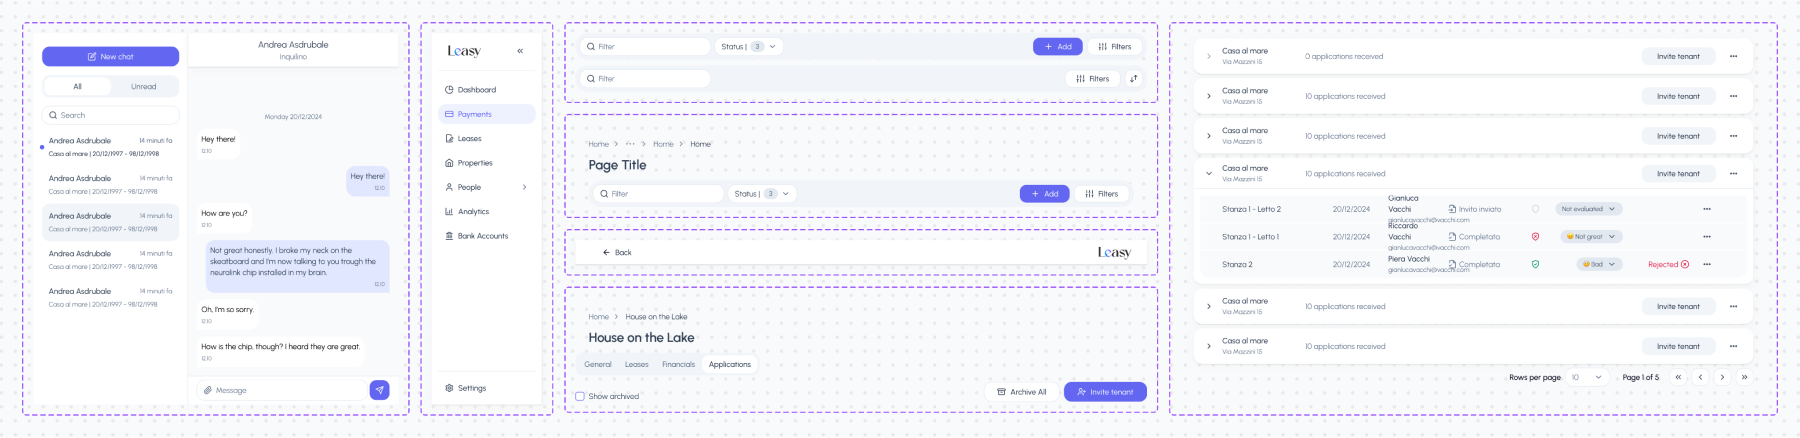 New chat
All
Unread
Search
Andrea Asdrubale
14 minuti fa
Casa al mare | 20/12/1997 - 98/12/1998
Andrea Asdrubale
14 minuti fa
Casa al mare | 20/12/1997 - 98/12/1998
Andrea Asdrubale
14 minuti fa
Casa al mare | 20/12/1997 - 98/12/1998
Andrea Asdrubale
14 minuti fa
Casa al mare | 20/12/1997 - 98/12/1998
Andrea Asdrubale
14 minuti fa
Casa al mare | 20/12/1997 - 98/12/1998
Andrea Asdrubale
Inquilino
Monday 20/12/2024
Hey there!
12:10
Hey there!
12:10
How are you?
12:10
Not great honestly. I broke my neck on the
skeatboard and I'm now talking to you trough the
neuralink chip installed in my brain.
12:10
Oh, I'm so sorry.
12:10
How is the chip, though? I heard they are great.
12:10
Message
Leasy
Dashboard
Payments
Leases
Properties
People
Analytics
Bank Accounts
Settings
Filter
Status | 3
Add
Filters
Filter
Filters
Home > ··· > Home > Home
Page Title
Filter
Status | 3
Add
Filters
Back
Leasy
Home > House on the Lake
House on the Lake
General
Leases
Financials
Applications
Show archived
Archive All
Invite tenant
Casa al mare
Via Mazzini 15
0 applications received
Invite tenant
Casa al mare
Via Mazzini 15
10 applications received
Invite tenant
Casa al mare
Via Mazzini 15
10 applications received
Invite tenant
Casa al mare
Via Mazzini 15
10 applications received
Invite tenant
Stanza 1 - Letto 2
20/12/2024
Gianluca
Vacchi
gianlucavacchi@vacchi.com
Invito inviato
Not evaluated
Stanza 1 - Letto 1
20/12/2024
Riccardo
Vacchi
gianlucavacchi@vacchi.com
Completata
Not great
Stanza 2
20/12/2024
Piera Vacchi
gianlucavacchi@vacchi.com
Completata
Bad
Rejected
Casa al mare
Via Mazzini 15
10 applications received
Invite tenant
Casa al mare
Via Mazzini 15
10 applications received
Invite tenant
Rows per page
10
Page 1 of 5